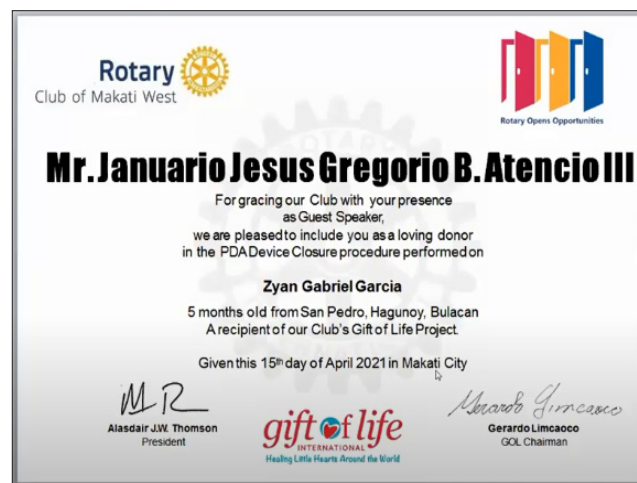 Rotary
Club of Makati West
Rotary Opens Opportunities
Mr. Januario Jesus Gregorio B. Atencio III
For gracing our Club with your presence
as Guest Speaker,
we are pleased to include you as a loving donor
in the PDA Device Closure procedure performed on
Zyan Gabriel Garcia
5 months old from San Pedro, Hagunoy, Bulacan
A recipient of our Club's Gift of Life Project.
Given this 15th day of April 2021 in Makati City
Alasdair J.W. Thomson
President
gift of life
INTERNATIONAL
Healing Little Hearts Around the World
Gerardo Limcaoco
Gerardo Limcaoco
GOL Chairman